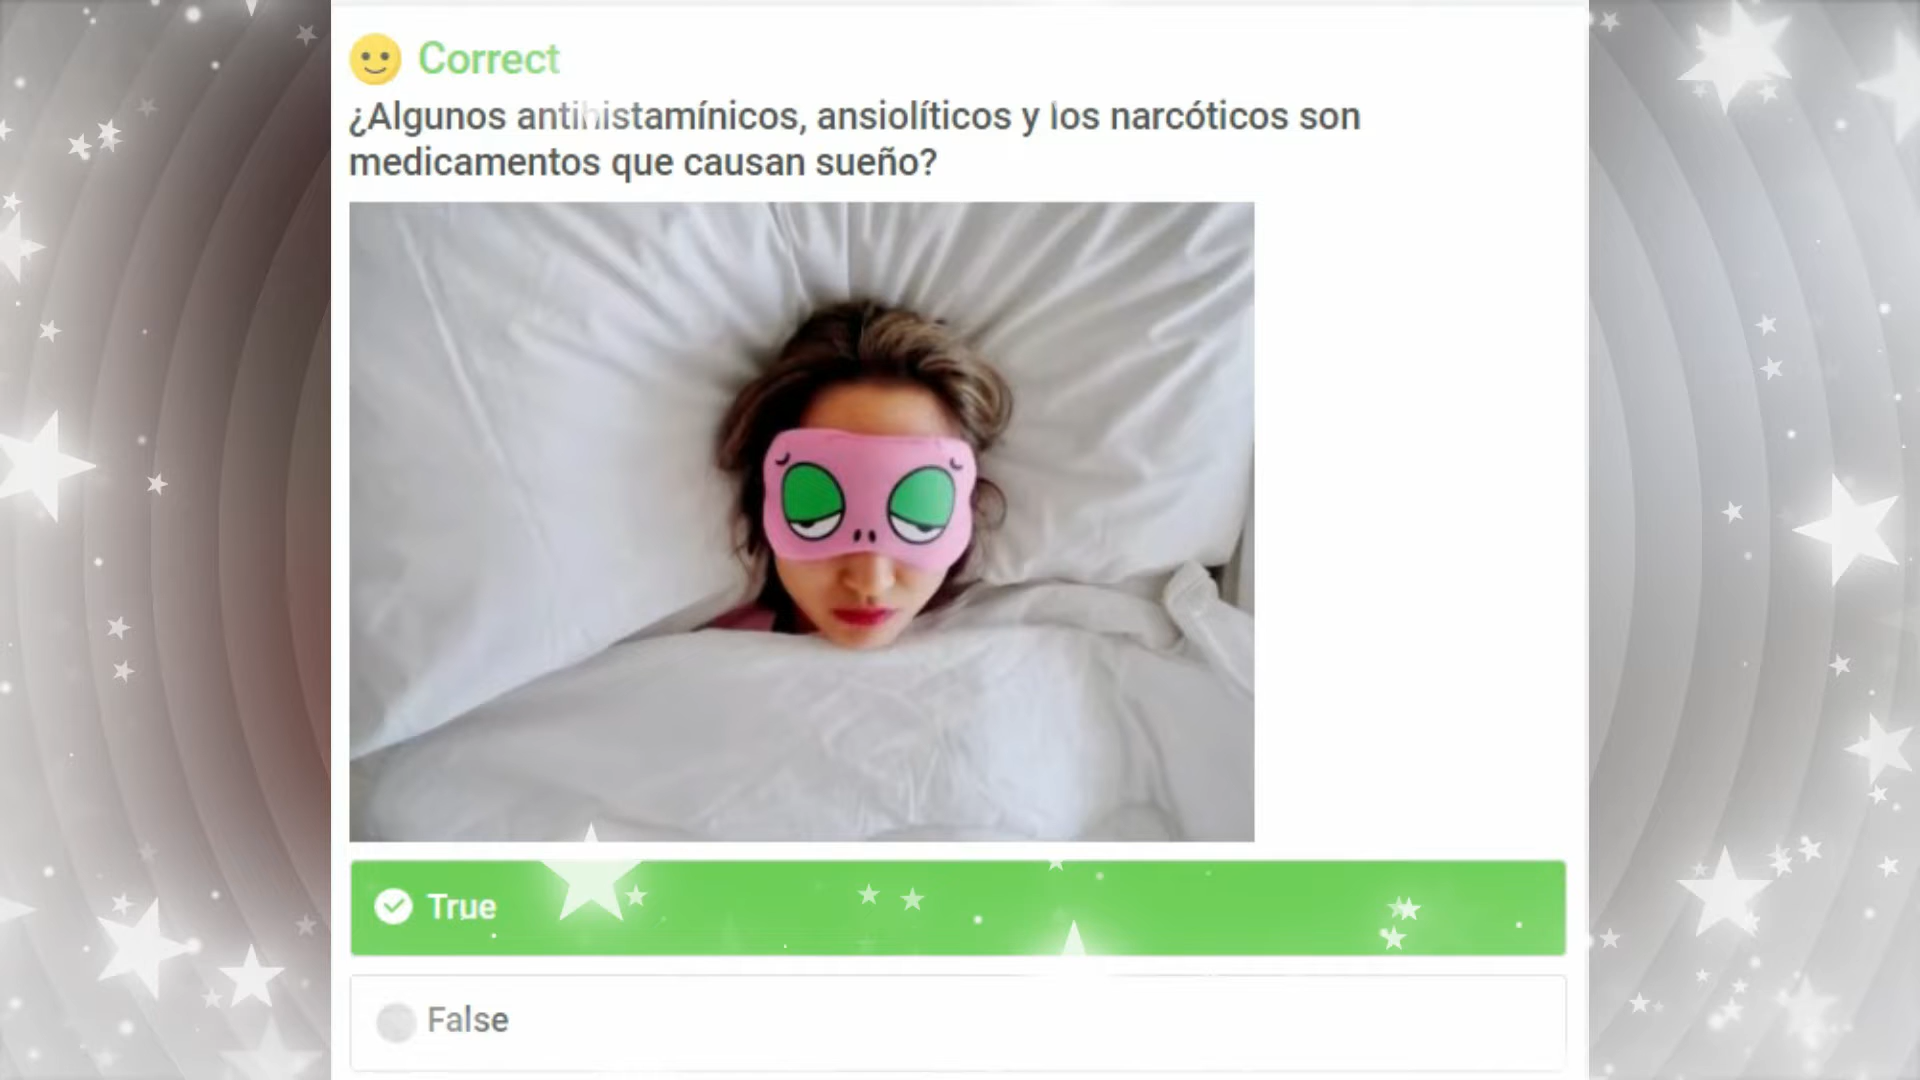 Correct
¿Algunos antihistamínicos, ansiolíticos y los narcóticos son
medicamentos que causan sueño?
True
False